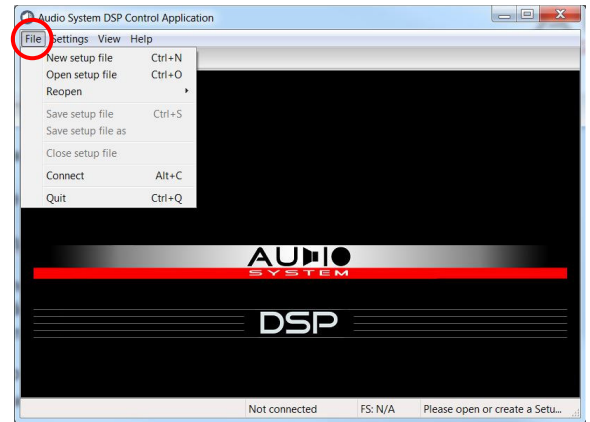 Audio System DSP Control Application
File Settings View Help
New setup file Ctrl+N
Open setup file Ctrl+O
Reopen
Save setup file Ctrl+S
Save setup file as
Close setup file
Connect Alt+C
Quit Ctrl+Q
AUDIO
SYSTEM
DSP
Not connected FS: N/A Please open or create a Setu...